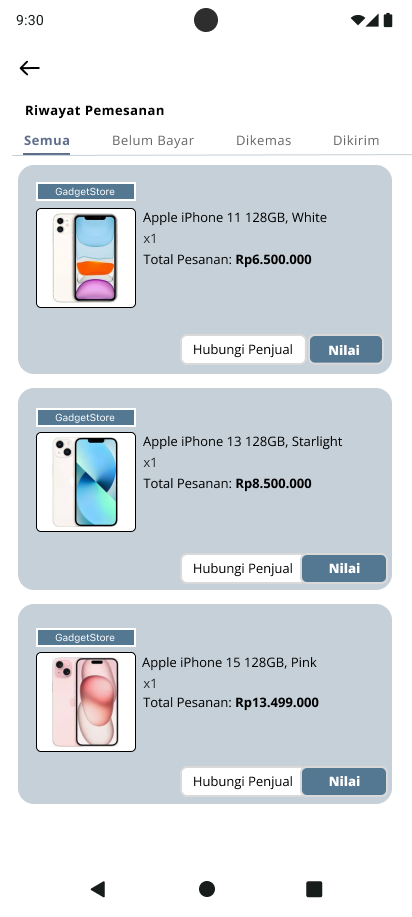 9:30
Riwayat Pemesanan
Semua Belum Bayar Dikemas Dikirim
GadgetStore
Apple iPhone 11 128GB, White
x1
Total Pesanan: Rp6.500.000
Hubungi Penjual Nilai
GadgetStore
Apple iPhone 13 128GB, Starlight
x1
Total Pesanan: Rp8.500.000
Hubungi Penjual Nilai
GadgetStore
Apple iPhone 15 128GB, Pink
x1
Total Pesanan: Rp13.499.000
Hubungi Penjual Nilai